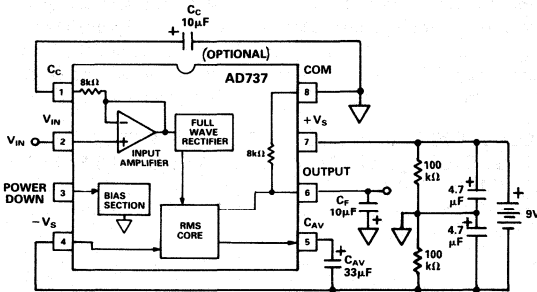 C_C
10μF
+
(OPTIONAL)
AD737
C_C
1
8kΩ
COM
8
V_IN
V_IN
2
−
+
INPUT
AMPLIFIER
FULL
WAVE
RECTIFIER
8kΩ
+V_S
7
POWER
DOWN
3
BIAS
SECTION
OUTPUT
6
C_F
10μF
+
−V_S
4
RMS
CORE
C_AV
5
+
C_AV
33μF
100
kΩ
100
kΩ
+
4.7
μF
+
4.7
μF
+
9V